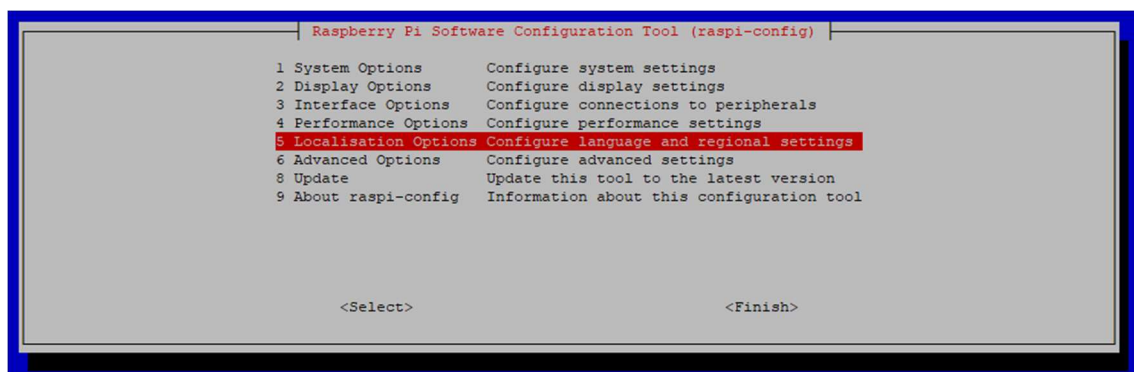 Raspberry Pi Software Configuration Tool (raspi-config)
1 System Options Configure system settings
2 Display Options Configure display settings
3 Interface Options Configure connections to peripherals
4 Performance Options Configure performance settings
5 Localisation Options Configure language and regional settings
6 Advanced Options Configure advanced settings
8 Update Update this tool to the latest version
9 About raspi-config Information about this configuration tool
<Select> <Finish>